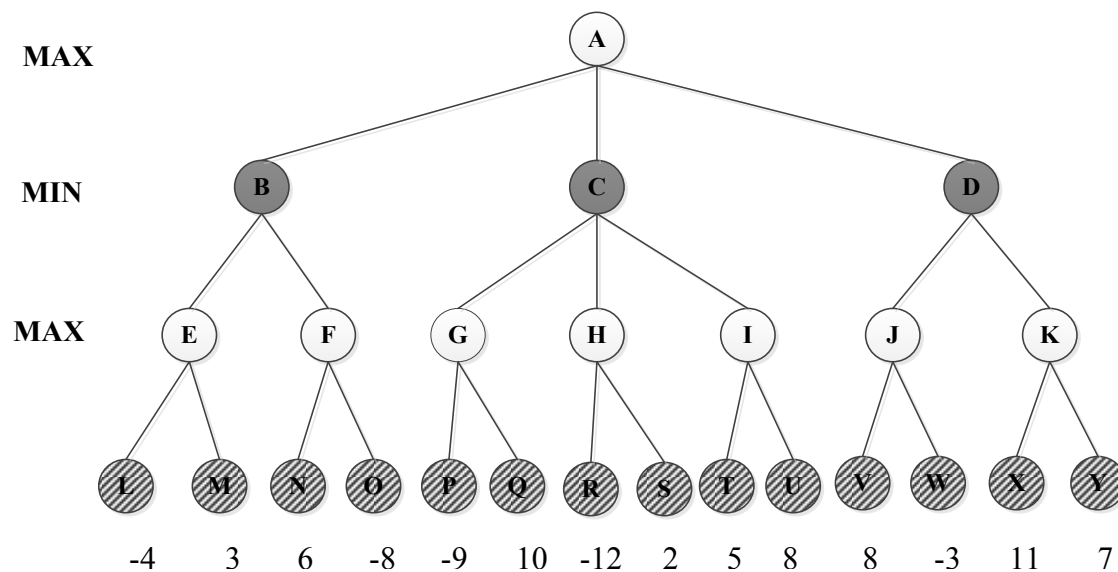 MAX A
MIN B C D
MAX E F G H I J K
L M N O P Q R S T U V W X Y
-4 3 6 -8 -9 10 -12 2 5 8 8 -3 11 7